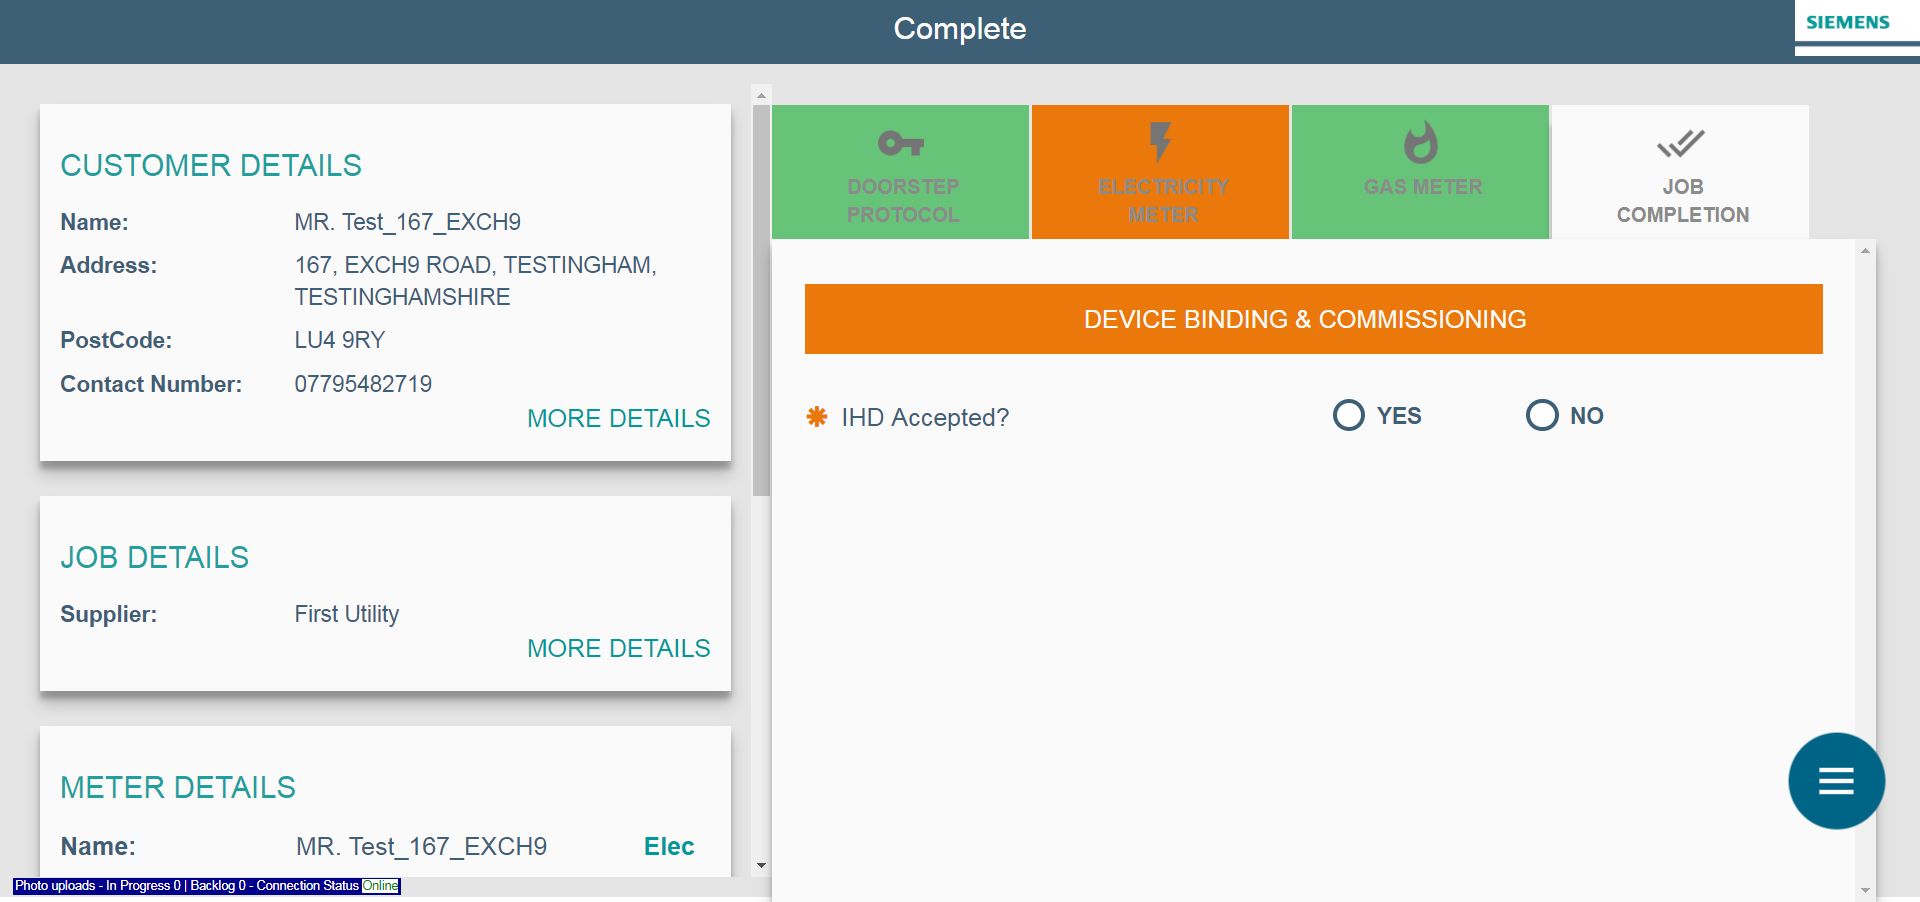 Complete
SIEMENS
CUSTOMER DETAILS
Name: MR. Test_167_EXCH9
Address: 167, EXCH9 ROAD, TESTINGHAM,
TESTINGHAMSHIRE
PostCode: LU4 9RY
Contact Number: 07795482719
MORE DETAILS
JOB DETAILS
Supplier: First Utility
MORE DETAILS
METER DETAILS
Name: MR. Test_167_EXCH9 Elec
Photo uploads - In Progress 0 | Backlog 0 - Connection Status Online
DOORSTEP
PROTOCOL
ELECTRICITY
METER
GAS METER
JOB
COMPLETION
DEVICE BINDING & COMMISSIONING
✱ IHD Accepted? YES NO